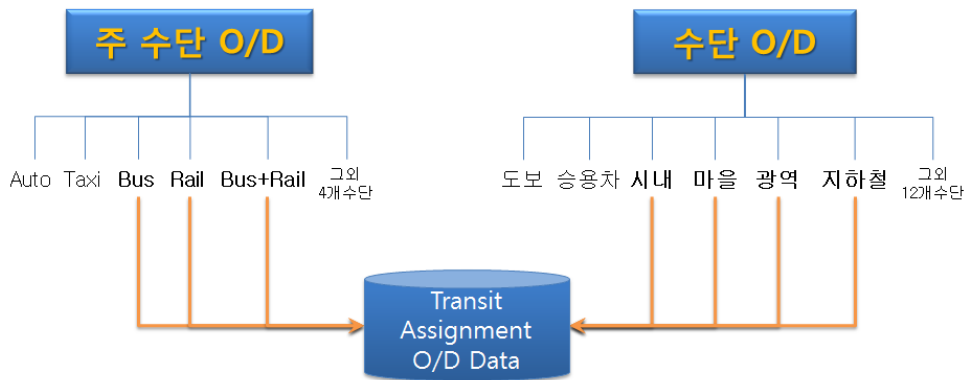 주 수단 O/D
수단 O/D
Auto Taxi Bus Rail Bus+Rail 그외
4개수단
도보 승용차 시내 마을 광역 지하철 그외
12개수단
Transit
Assignment
O/D Data